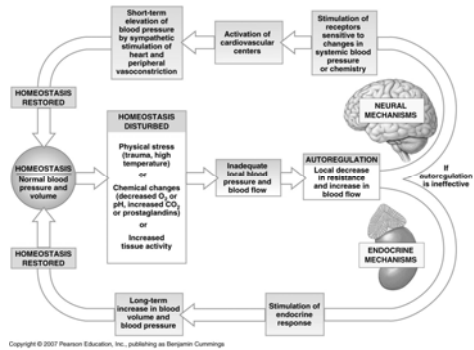 Short-term
elevation of
blood pressure
by sympathetic
stimulation of
heart and
peripheral
vasoconstriction
Activation of
cardiovascular
centers
Stimulation of
receptors
sensitive to
changes in
systemic blood
pressure
or chemistry
HOMEOSTASIS
RESTORED
NEURAL
MECHANISMS
HOMEOSTASIS
Normal blood
pressure and
volume
HOMEOSTASIS
DISTURBED
Physical stress
(trauma, high
temperature)
or
Chemical changes
(decreased O2 or
pH, increased CO2
or prostaglandins)
or
Increased
tissue activity
Inadequate
local blood
pressure and
blood flow
AUTOREGULATION
Local decrease
in resistance
and increase in
blood flow
If
autoregulation
is ineffective
HOMEOSTASIS
RESTORED
ENDOCRINE
MECHANISMS
Long-term
increase in blood
volume and
blood pressure
Stimulation of
endocrine
response
Copyright © 2007 Pearson Education, Inc., publishing as Benjamin Cummings